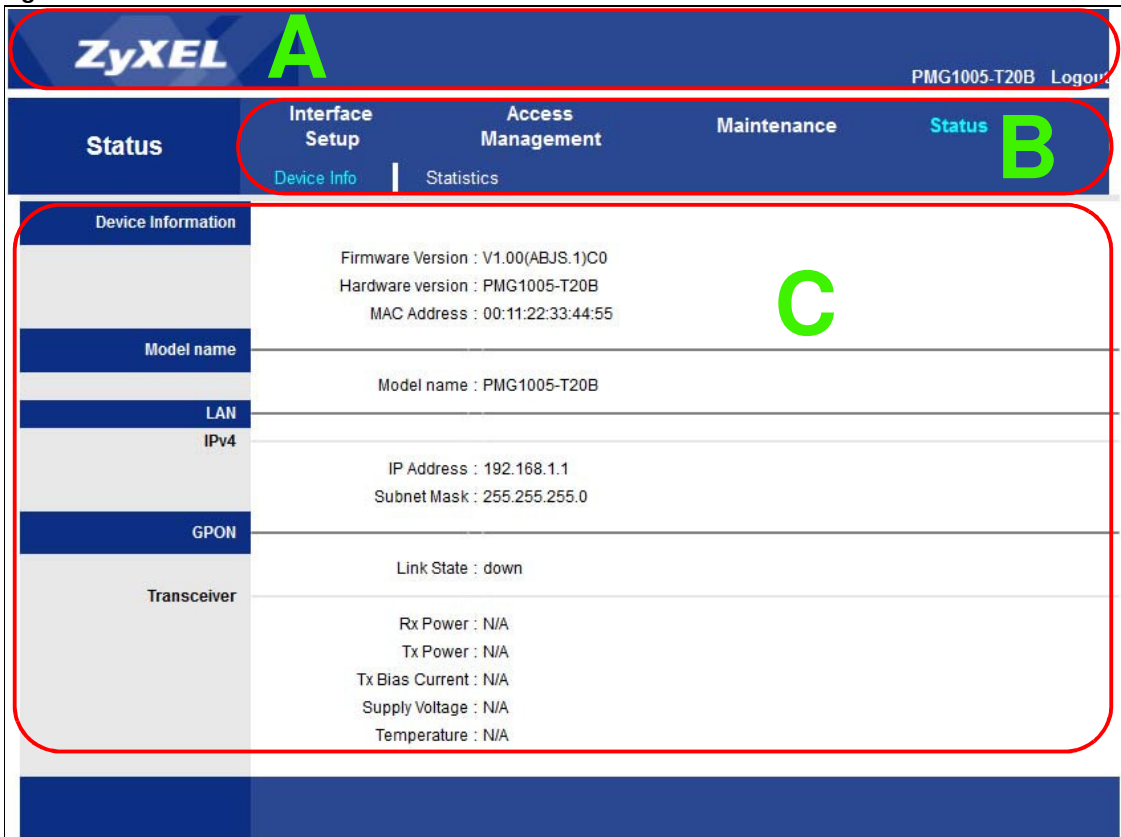 ZyXEL
A
PMG1005-T20B Logout
Status
Interface Setup
Access Management
Maintenance
Status
B
Device Info
Statistics
Device Information
Firmware Version : V1.00(ABJS.1)C0
Hardware version : PMG1005-T20B
MAC Address : 00:11:22:33:44:55
C
Model name
Model name : PMG1005-T20B
LAN
IPv4
IP Address : 192.168.1.1
Subnet Mask : 255.255.255.0
GPON
Link State : down
Transceiver
Rx Power : N/A
Tx Power : N/A
Tx Bias Current : N/A
Supply Voltage : N/A
Temperature : N/A